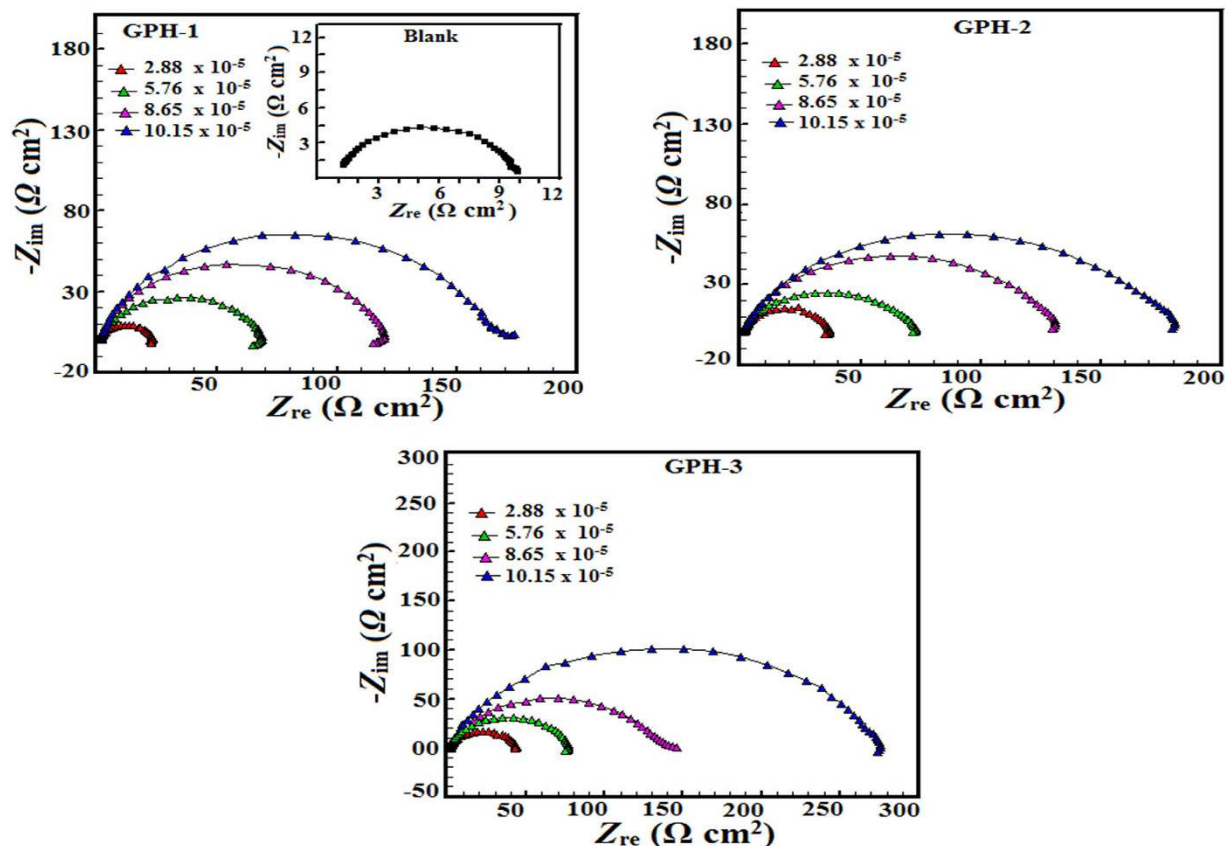 GPH-1
2.88 x 10-5
5.76 x 10-5
8.65 x 10-5
10.15 x 10-5
180
130
80
30
-20
50
100
150
200
-Zim (Ω cm2)
Zre (Ω cm2)
Blank
12
9
6
3
3
6
9
12
-Zim (Ω cm2)
Zre (Ω cm2)
GPH-2
2.88 x 10-5
5.76 x 10-5
8.65 x 10-5
10.15 x 10-5
180
130
80
30
-20
50
100
150
200
-Zim (Ω cm2)
Zre (Ω cm2)
GPH-3
2.88 x 10-5
5.76 x 10-5
8.65 x 10-5
10.15 x 10-5
300
250
200
150
100
50
00
-50
50
100
150
200
250
300
-Zim (Ω cm2)
Zre (Ω cm2)